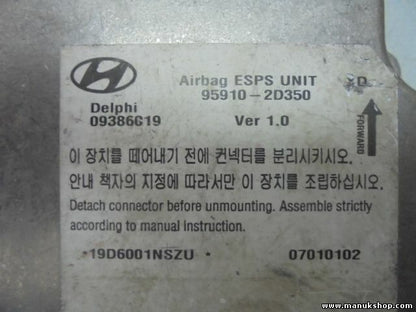 Airbag ESPS UNIT
95910-2D350
Delphi
09386G19
Ver 1.0
FORWARD
이 장치를 떼어내기 전에 컨넥터를 분리시키시오.
안내 책자의 지정에 따라서만 이 장치를 조립하십시오.
Detach connector before unmounting. Assemble strictly
according to manual instruction.
19D6001NSZU
07010102
www.manukshop.com